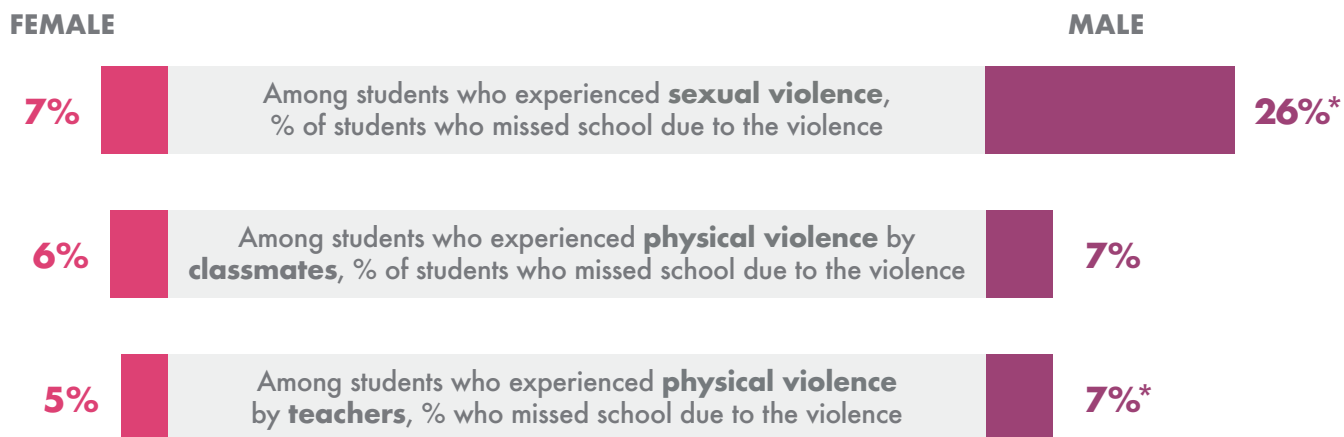 FEMALE
MALE
7%
Among students who experienced sexual violence,
% of students who missed school due to the violence
26%*
6%
Among students who experienced physical violence by
classmates, % of students who missed school due to the violence
7%
5%
Among students who experienced physical violence
by teachers, % who missed school due to the violence
7%*